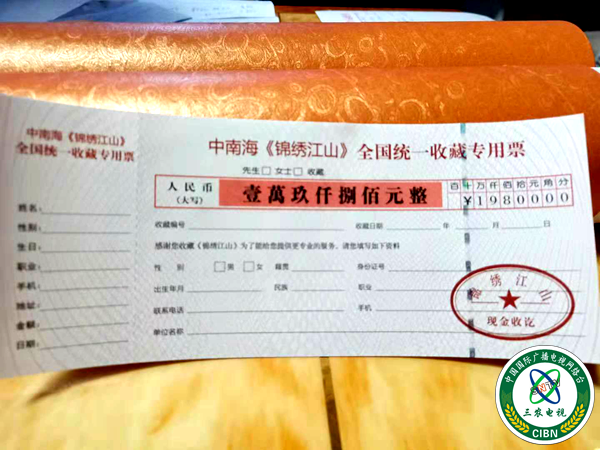 中南海《锦绣江山》
全国统一收藏专用票
姓名:
性别:
生日:
职业:
手机:
地址:
金额:
日期:
中南海《锦绣江山》全国统一收藏专用票
先生□ 女士□ 收藏
人民币
(大写)
壹萬玖仟捌佰元整
百十万仟佰拾元角分
¥1980000
收藏编号 收藏日期 年 月 日
感谢您收藏《锦绣江山》为了能给您提供更专业的服务,请您填写如下资料
性 别 □男 □女 籍贯 身份证号
出生年月 民族 职业
联系电话 手机
单位名称
锦绣江山
现金收讫
中国国际广播电视网络台
三农电视
CIBN